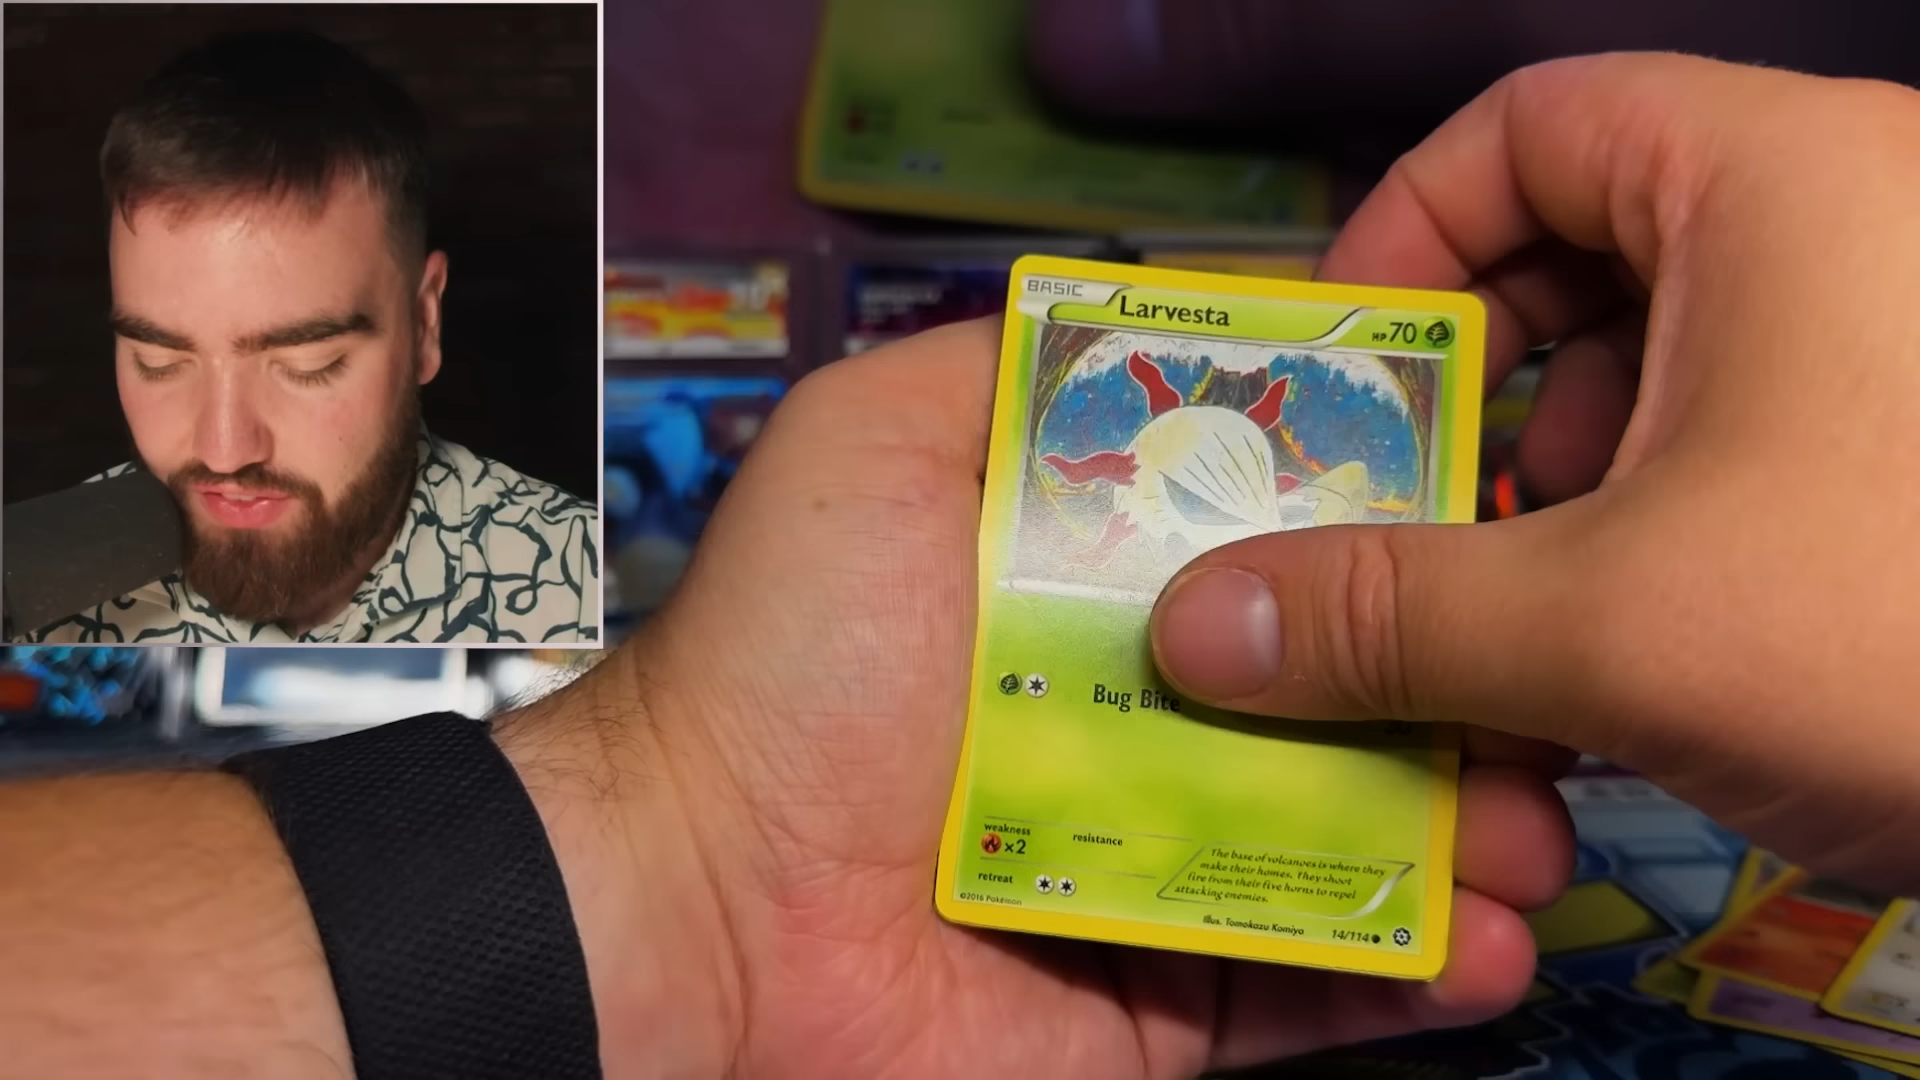 BASIC
Larvesta
HP70
Bug Bite
weakness
×2
resistance
retreat
The base of volcanoes is where they
make their homes. They shoot
fire from their five horns to repel
attacking enemies.
©2016 Pokémon
Illus. Tomokazu Komiya
14/114